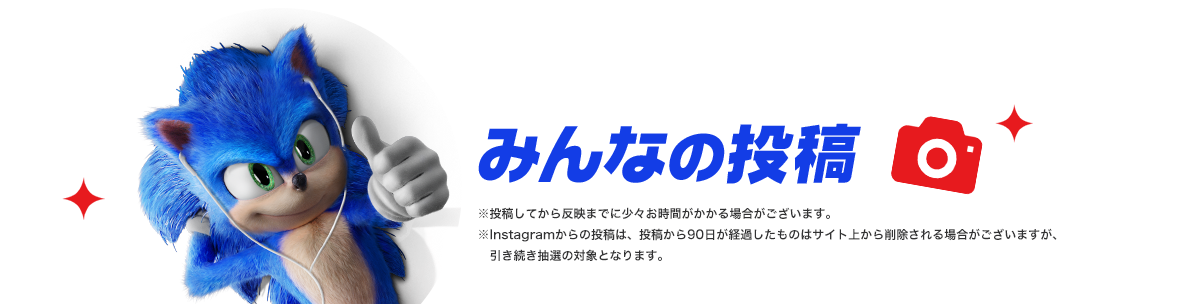 みんなの投稿
※投稿してから反映までに少々お時間がかかる場合がございます。
※Instagramからの投稿は、投稿から90日が経過したものはサイト上から削除される場合がございますが、
引き続き抽選の対象となります。